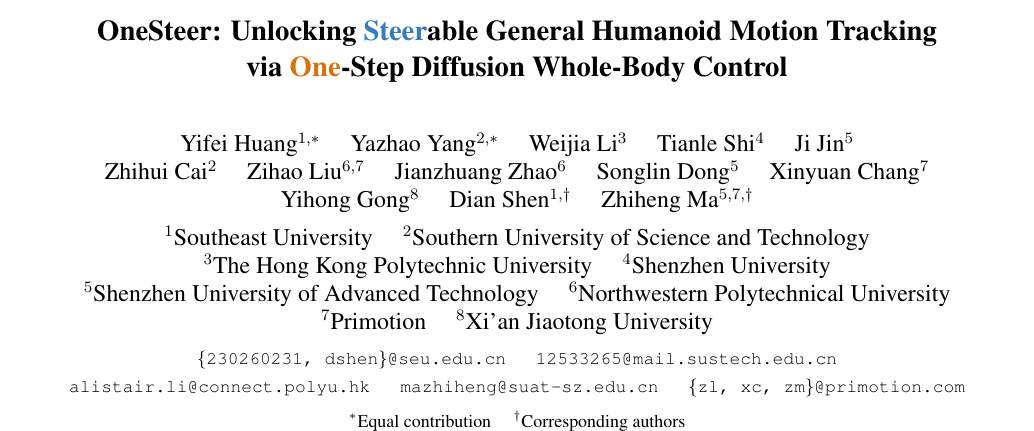 OneSteer: Unlocking Steerable General Humanoid Motion Tracking
via One-Step Diffusion Whole-Body Control
Yifei Huang1,* Yazhao Yang2,* Weijia Li3 Tianle Shi4 Ji Jin5
Zhihui Cai2 Zihao Liu6,7 Jianzhuang Zhao6 Songlin Dong5 Xinyuan Chang7
Yihong Gong8 Dian Shen1,† Zhiheng Ma5,7,†
1Southeast University 2Southern University of Science and Technology
3The Hong Kong Polytechnic University 4Shenzhen University
5Shenzhen University of Advanced Technology 6Northwestern Polytechnical University
7Primotion 8Xi'an Jiaotong University
{230260231, dshen}@seu.edu.cn 12533265@mail.sustech.edu.cn
alistair.li@connect.polyu.hk mazhiheng@suat-sz.edu.cn {zl, xc, zm}@primotion.com
*Equal contribution †Corresponding authors